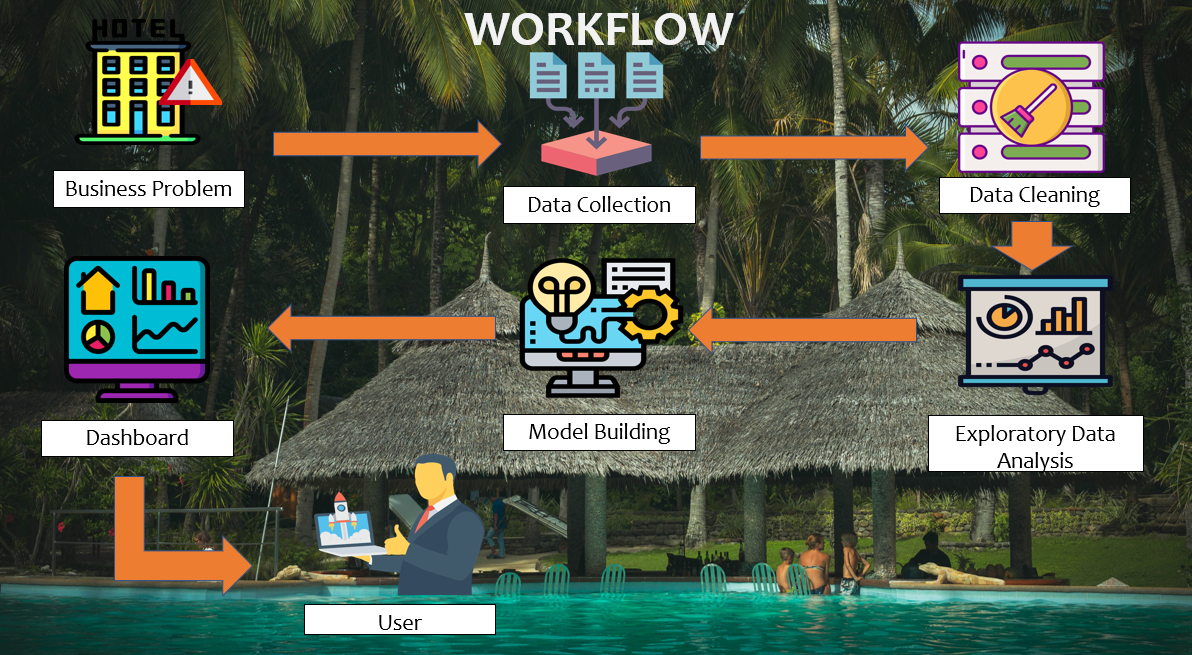 WORKFLOW
HOTEL
Business Problem
Data Collection
Data Cleaning
Dashboard
Model Building
Exploratory Data
Analysis
User